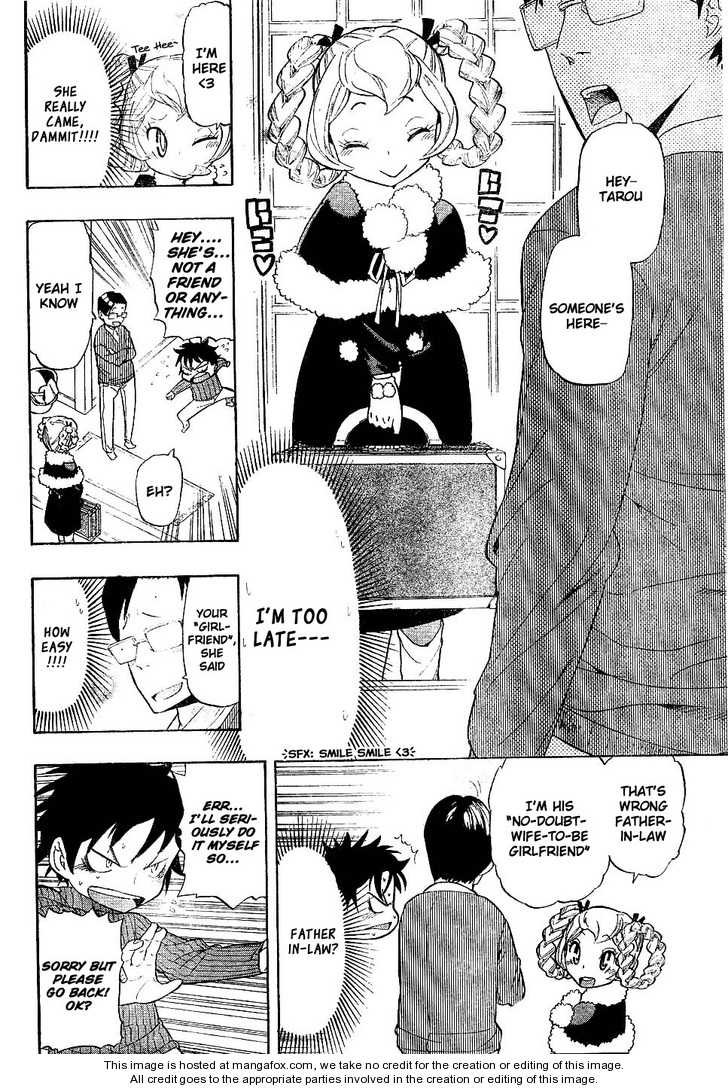 HEY-
TAROU
SOMEONE'S
HERE-
ニコ♡
ニコ♡
I'M TOO
LATE---
SFX: SMILE SMILE <3
I'M
HERE
<3
Tee Hee~
SHE
REALLY
CAME,
DAMMIT!!!!
HEY....
SHE'S...
NOT A
FRIEND
OR ANY-
THING...
YEAH I
KNOW
EH?
YOUR
"GIRL-
FRIEND",
SHE
SAID
HOW
EASY
!!!!
THAT'S
WRONG
FATHER-
IN-LAW
I'M HIS
"NO-DOUBT-
WIFE-TO-BE
GIRLFRIEND"
FATHER
IN-LAW?
ERR...
I'LL SERI-
OUSLY DO
IT MYSELF
SO...
SORRY BUT
PLEASE
GO BACK!
OK?
This image is hosted at mangafox.com, we take no credit for the creation or editing of this image.
All credit goes to the appropriate parties involved in the creation or editing of this image.